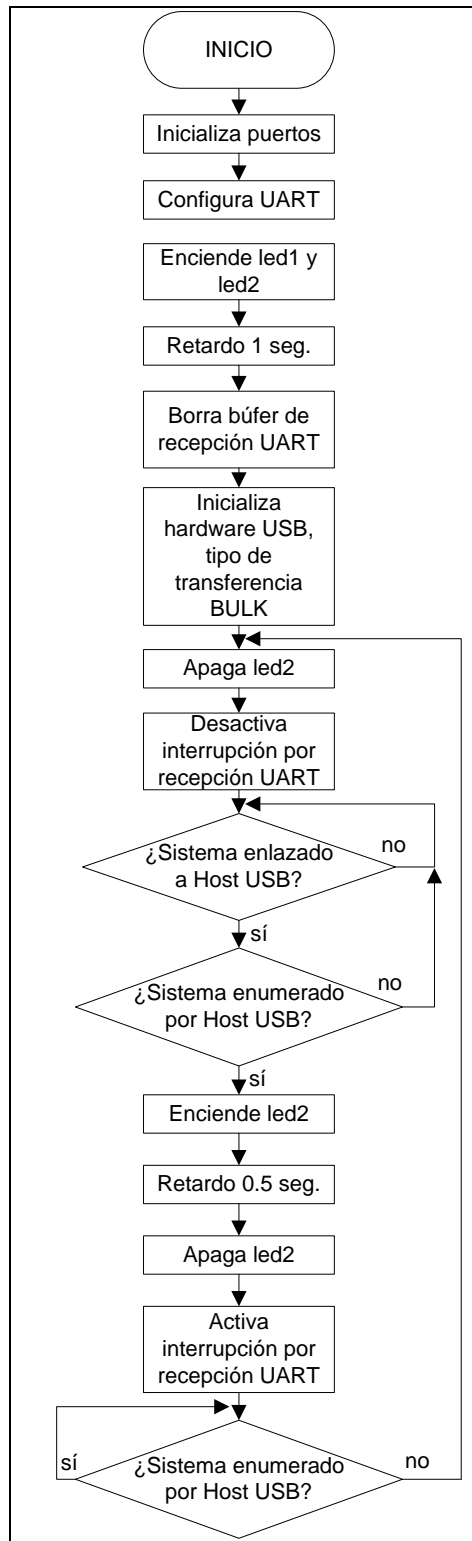 INICIO
Inicializa puertos
Configura UART
Enciende led1 y
led2
Retardo 1 seg.
Borra búfer de
recepción UART
Inicializa
hardware USB,
tipo de
transferencia
BULK
Apaga led2
Desactiva
interrupción por
recepción UART
¿Sistema enlazado
a Host USB?
no
sí
¿Sistema enumerado
por Host USB?
no
sí
Enciende led2
Retardo 0.5 seg.
Apaga led2
Activa
interrupción por
recepción UART
¿Sistema enumerado
por Host USB?
sí
no